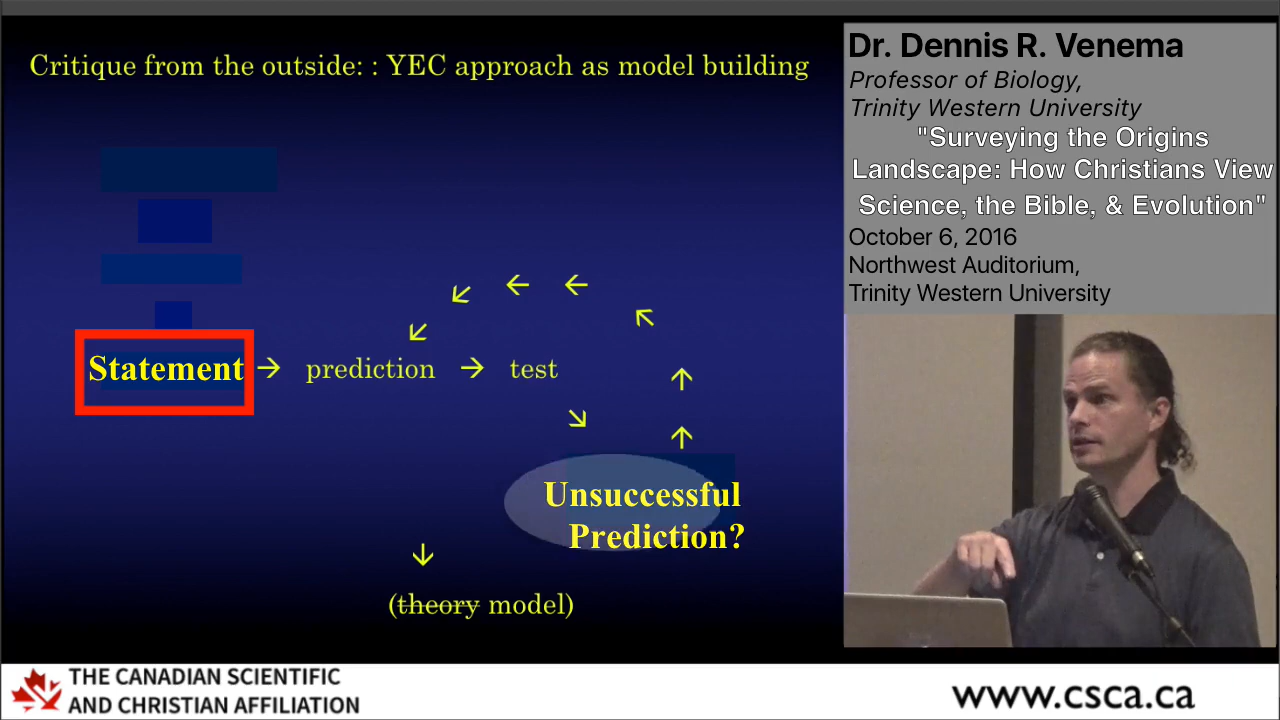 Critique from the outside: : YEC approach as model building
Statement → prediction → test
Unsuccessful
Prediction?
(theory model)
Dr. Dennis R. Venema
Professor of Biology,
Trinity Western University
"Surveying the Origins
Landscape: How Christians View
Science, the Bible, & Evolution"
October 6, 2016
Northwest Auditorium,
Trinity Western University
THE CANADIAN SCIENTIFIC
AND CHRISTIAN AFFILIATION
www.csca.ca